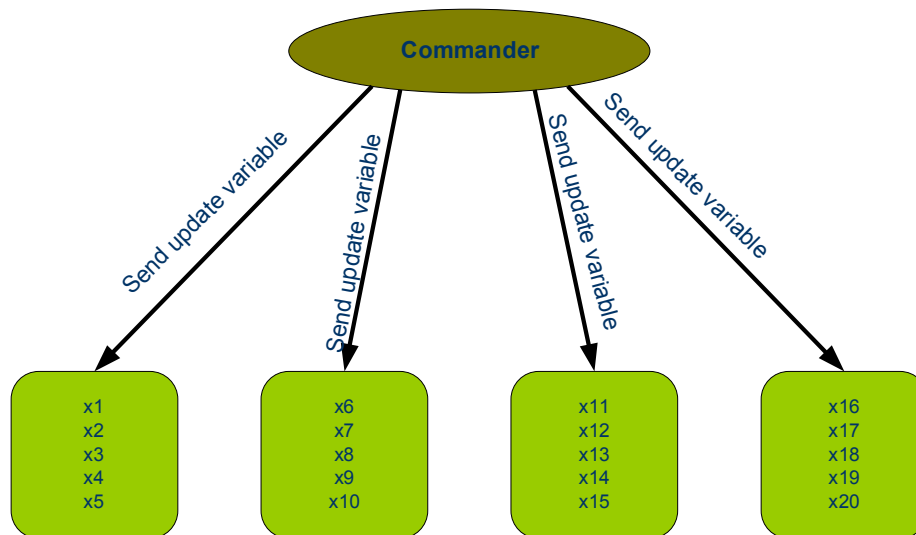 Commander
Send update variable
Send update variable
Send update variable
Send update variable
x1
x2
x3
x4
x5
x6
x7
x8
x9
x10
x11
x12
x13
x14
x15
x16
x17
x18
x19
x20